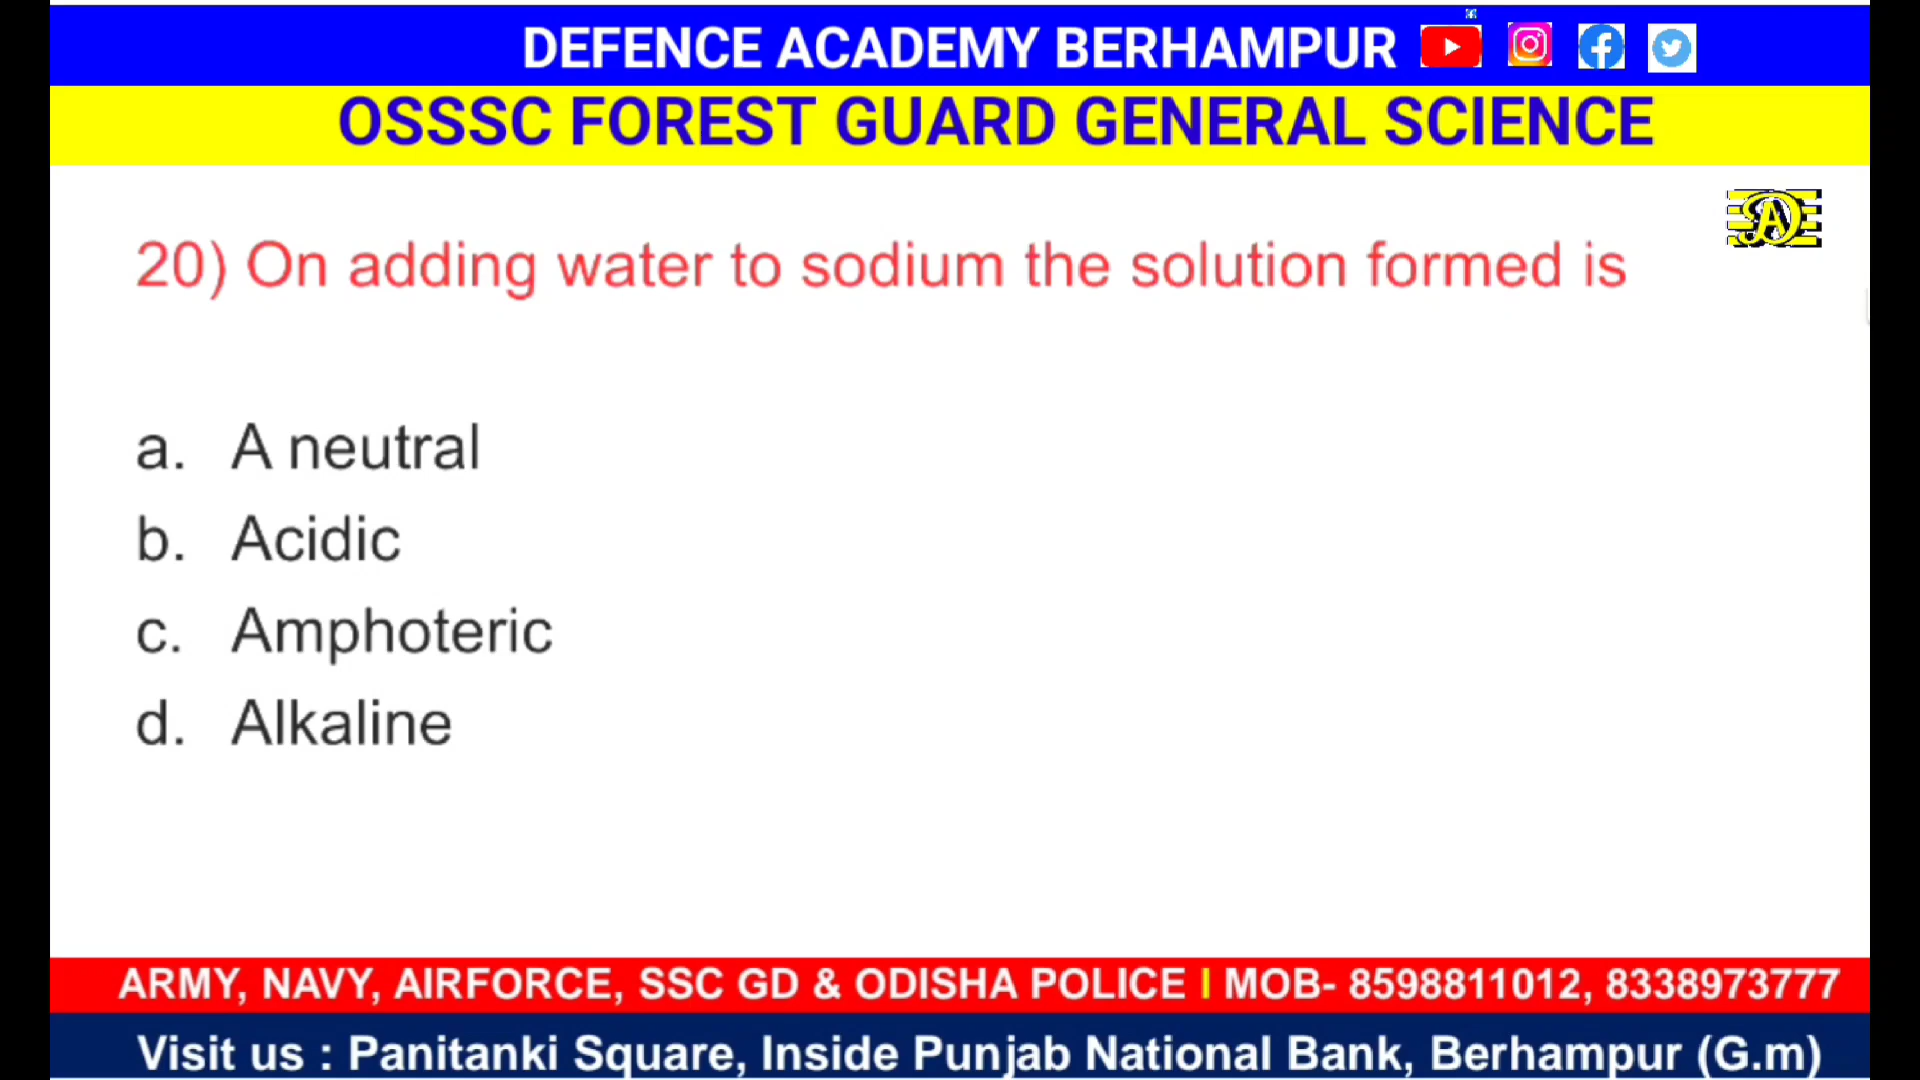 DEFENCE ACADEMY BERHAMPUR
OSSSC FOREST GUARD GENERAL SCIENCE
20) On adding water to sodium the solution formed is
a. A neutral
b. Acidic
c. Amphoteric
d. Alkaline
ARMY, NAVY, AIRFORCE, SSC GD & ODISHA POLICE I MOB- 8598811012, 8338973777
Visit us : Panitanki Square, Inside Punjab National Bank, Berhampur (G.m)